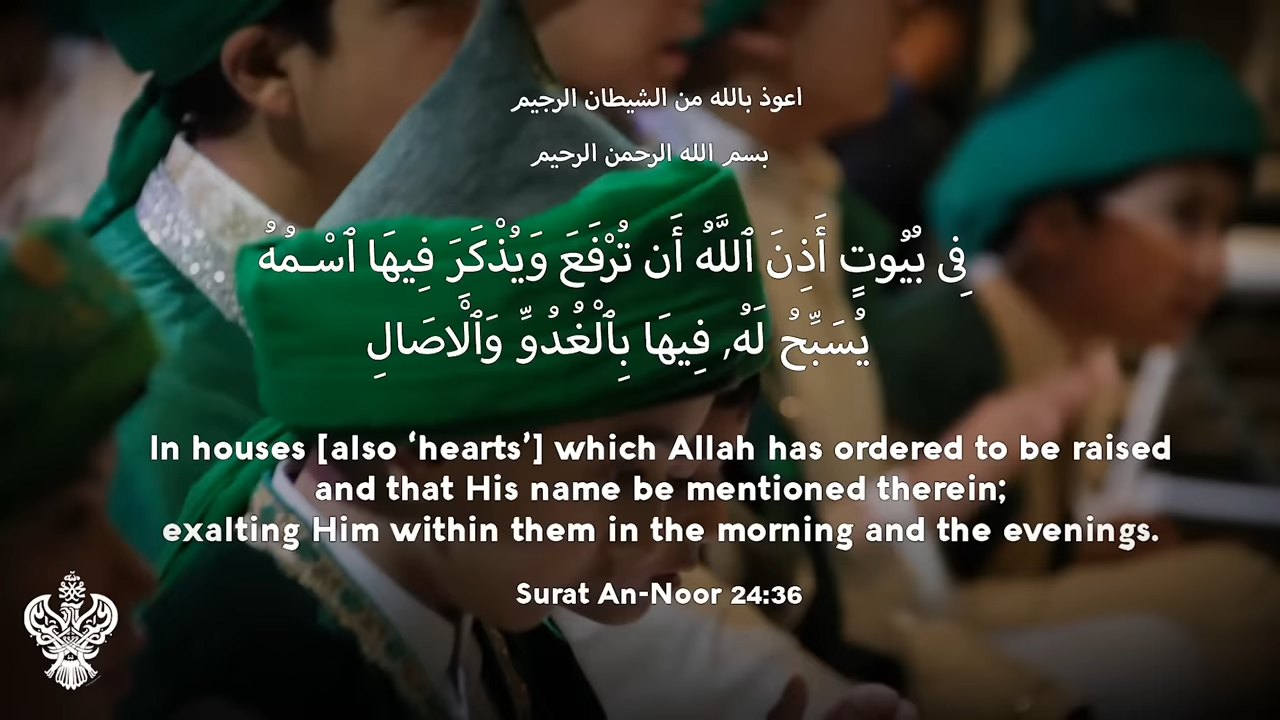 اعوذ بالله من الشيطان الرجيم
بسم الله الرحمن الرحيم
فِى بُيُوتٍ أَذِنَ ٱللَّهُ أَن تُرْفَعَ وَيُذْكَرَ فِيهَا ٱسْـمُهُۥ
يُسَبِّحُ لَهُۥ فِيهَا بِٱلْغُدُوِّ وَٱلْأَصَالِ
In houses [also ‘hearts’] which Allah has ordered to be raised
and that His name be mentioned therein;
exalting Him within them in the morning and the evenings.
Surat An-Noor 24:36